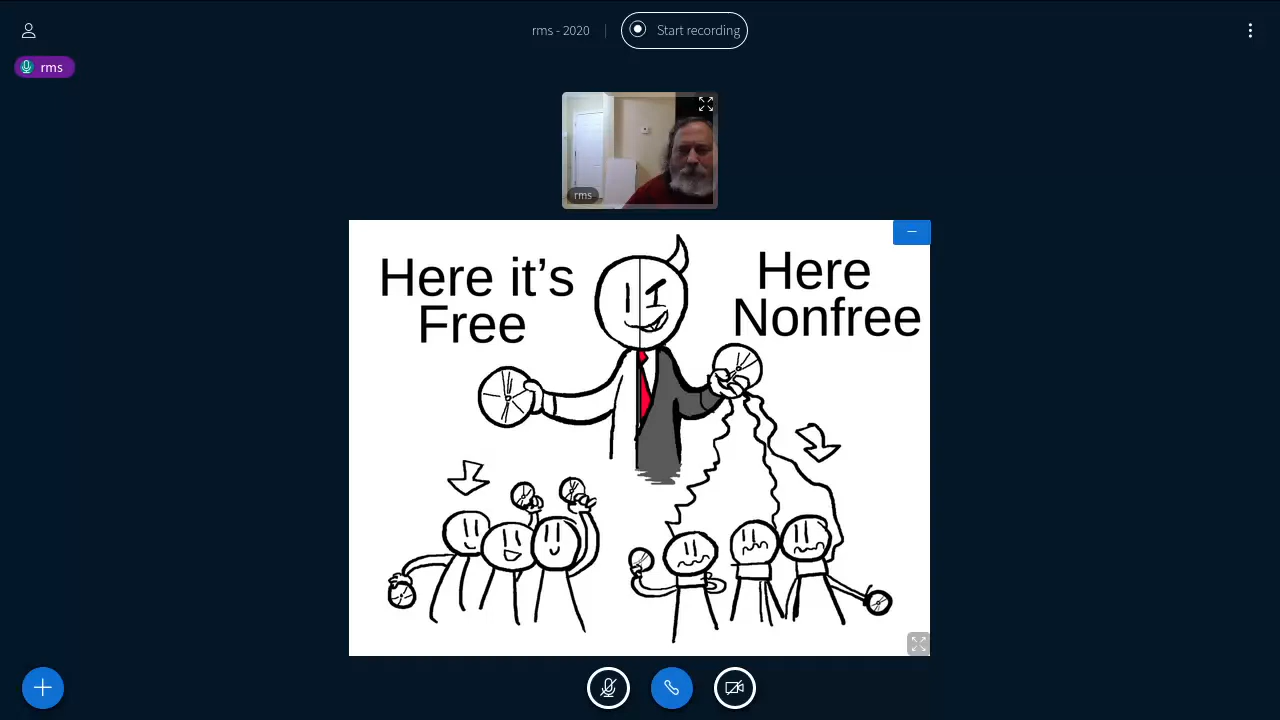 rms - 2020
Start recording
rms
rms
Here it’s
Free
Here
Nonfree